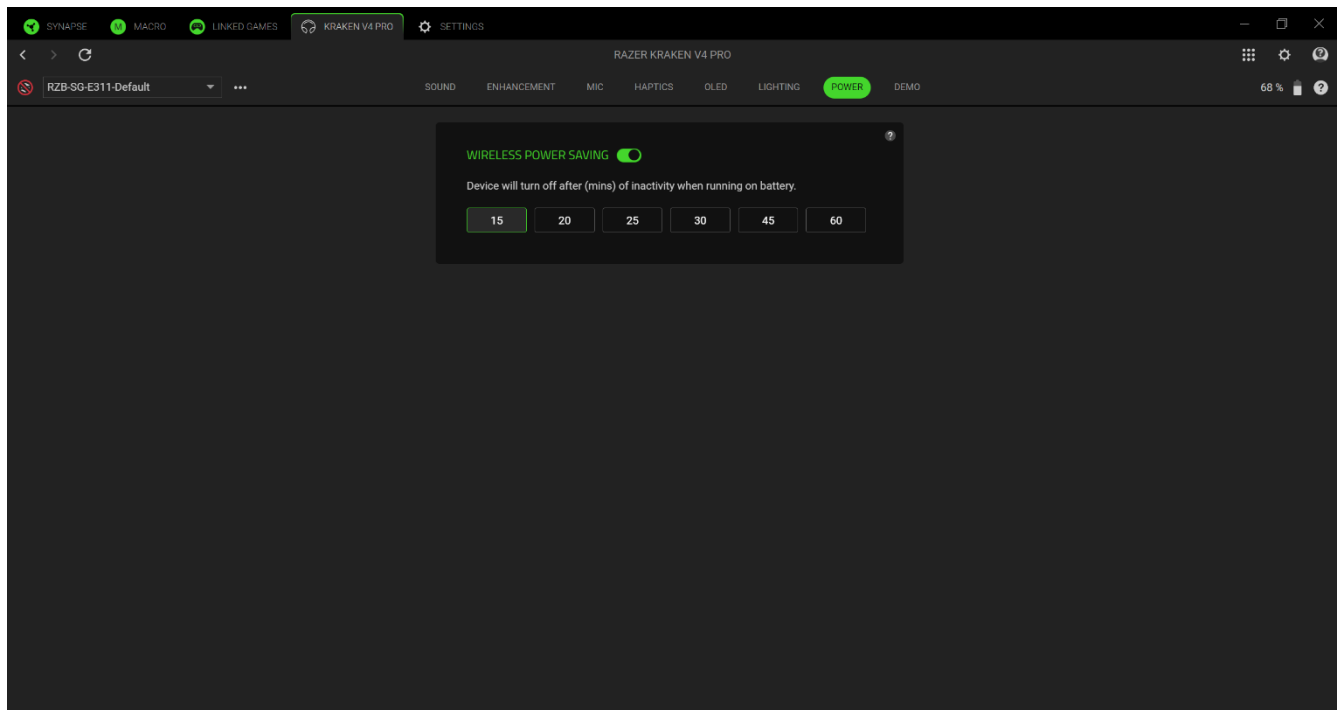 SYNAPSE M MACRO LINKED GAMES KRAKEN V4 PRO SETTINGS
RAZER KRAKEN V4 PRO
RZB-SG-E311-Default SOUND ENHANCEMENT MIC HAPTICS OLED LIGHTING POWER DEMO 68 % ?
?
WIRELESS POWER SAVING
Device will turn off after (mins) of inactivity when running on battery.
15 20 25 30 45 60